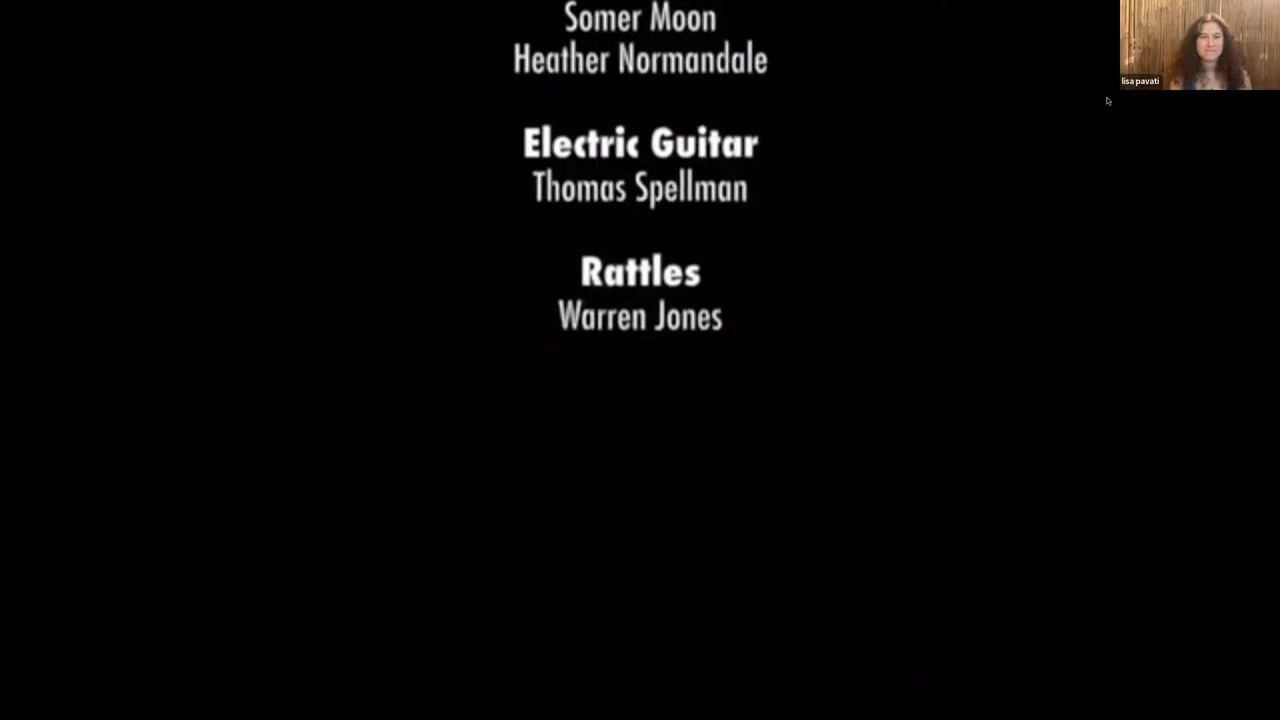 Somer Moon
Heather Normandale
Electric Guitar
Thomas Spellman
Rattles
Warren Jones
lisa pavati